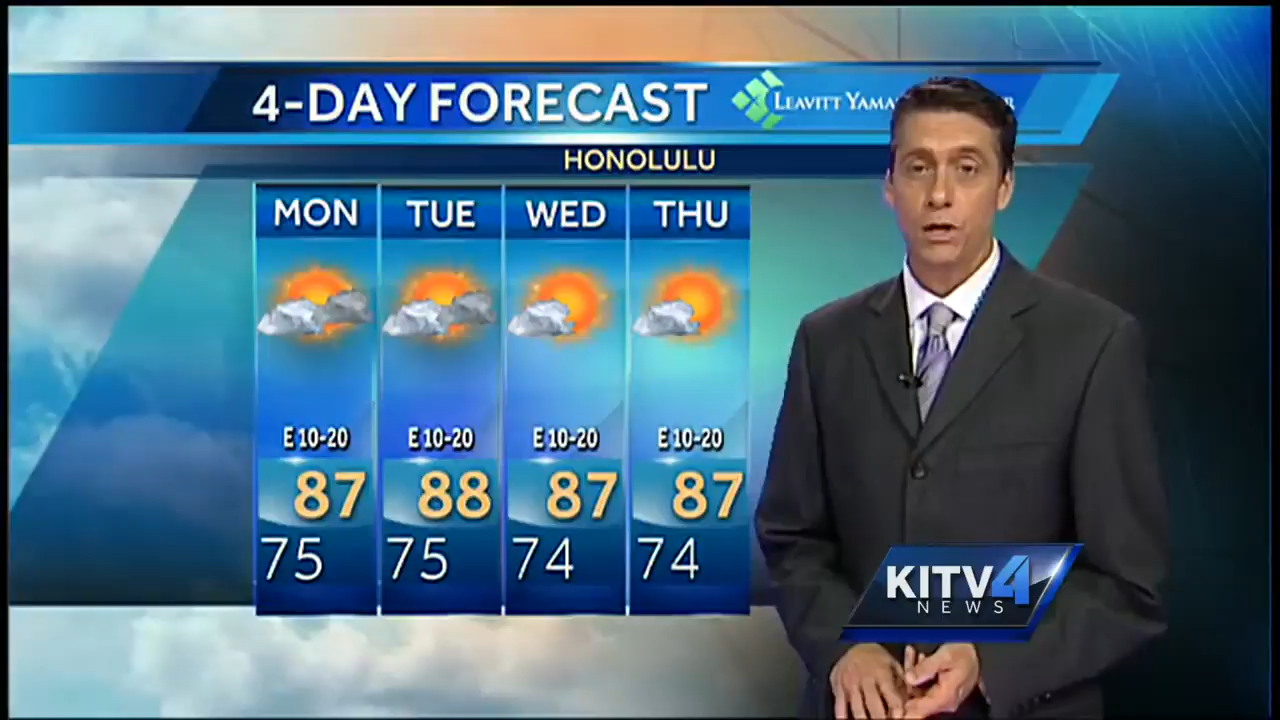 4-DAY FORECAST
LEAVITT
HONOLULU
MON TUE WED THU
E 10-20 E 10-20 E 10-20 E 10-20
87 88 87 87
75 75 74 74
KITV4
NEWS